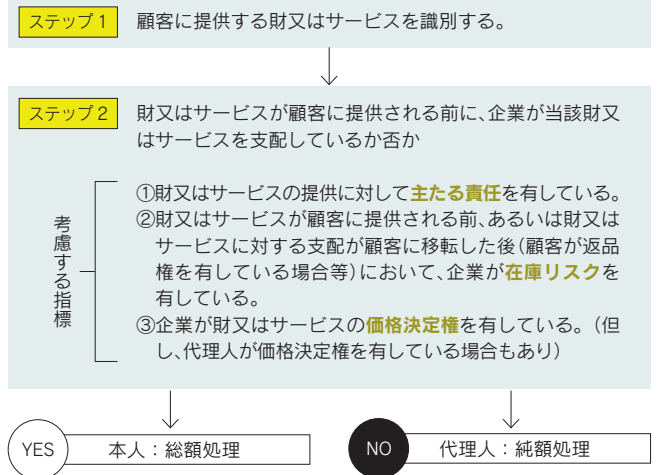 ステップ1 顧客に提供する財又はサービスを識別する。
ステップ2 財又はサービスが顧客に提供される前に、企業が当該財又
はサービスを支配しているか否か
考慮する指標
①財又はサービスの提供に対して主たる責任を有している。
②財又はサービスが顧客に提供される前、あるいは財又は
サービスに対する支配が顧客に移転した後(顧客が返品
権を有している場合等)において、企業が在庫リスクを
有している。
③企業が財又はサービスの価格決定権を有している。(但
し、代理人が価格決定権を有している場合もあり)
YES 本人:総額処理
NO 代理人:純額処理